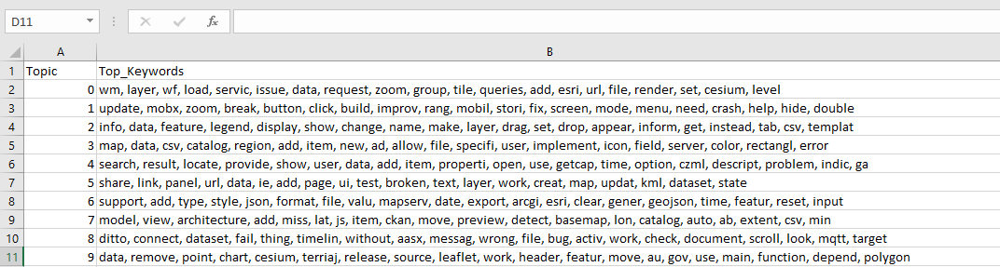 D11 fx
A B
1 Topic Top_Keywords
2 0 wm, layer, wf, load, servic, issue, data, request, zoom, group, tile, queries, add, esri, url, file, render, set, cesium, level
3 1 update, mobx, zoom, break, button, click, build, improv, rang, mobil, stori, fix, screen, mode, menu, need, crash, help, hide, double
4 2 info, data, feature, legend, display, show, change, name, make, layer, drag, set, drop, appear, inform, get, instead, tab, csv, templat
5 3 map, data, csv, catalog, region, add, item, new, ad, allow, file, specifi, user, implement, icon, field, server, color, rectangl, error
6 4 search, result, locate, provide, show, user, data, add, item, properti, open, use, getcap, time, option, czml, descript, problem, indic, ga
7 5 share, link, panel, url, data, ie, add, page, ui, test, broken, text, layer, work, creat, map, updat, kml, dataset, state
8 6 support, add, type, style, json, format, file, valu, mapserv, date, export, arcgi, esri, clear, gener, geojson, time, featur, reset, input
9 7 model, view, architecture, add, miss, lat, js, item, ckan, move, preview, detect, basemap, lon, catalog, auto, ab, extent, csv, min
10 8 ditto, connect, dataset, fail, thing, timelin, without, aasx, messag, wrong, file, bug, activ, work, check, document, scroll, look, mqtt, target
11 9 data, remove, point, chart, cesium, terriaj, release, source, leaflet, work, header, featur, move, au, gov, use, main, function, depend, polygon